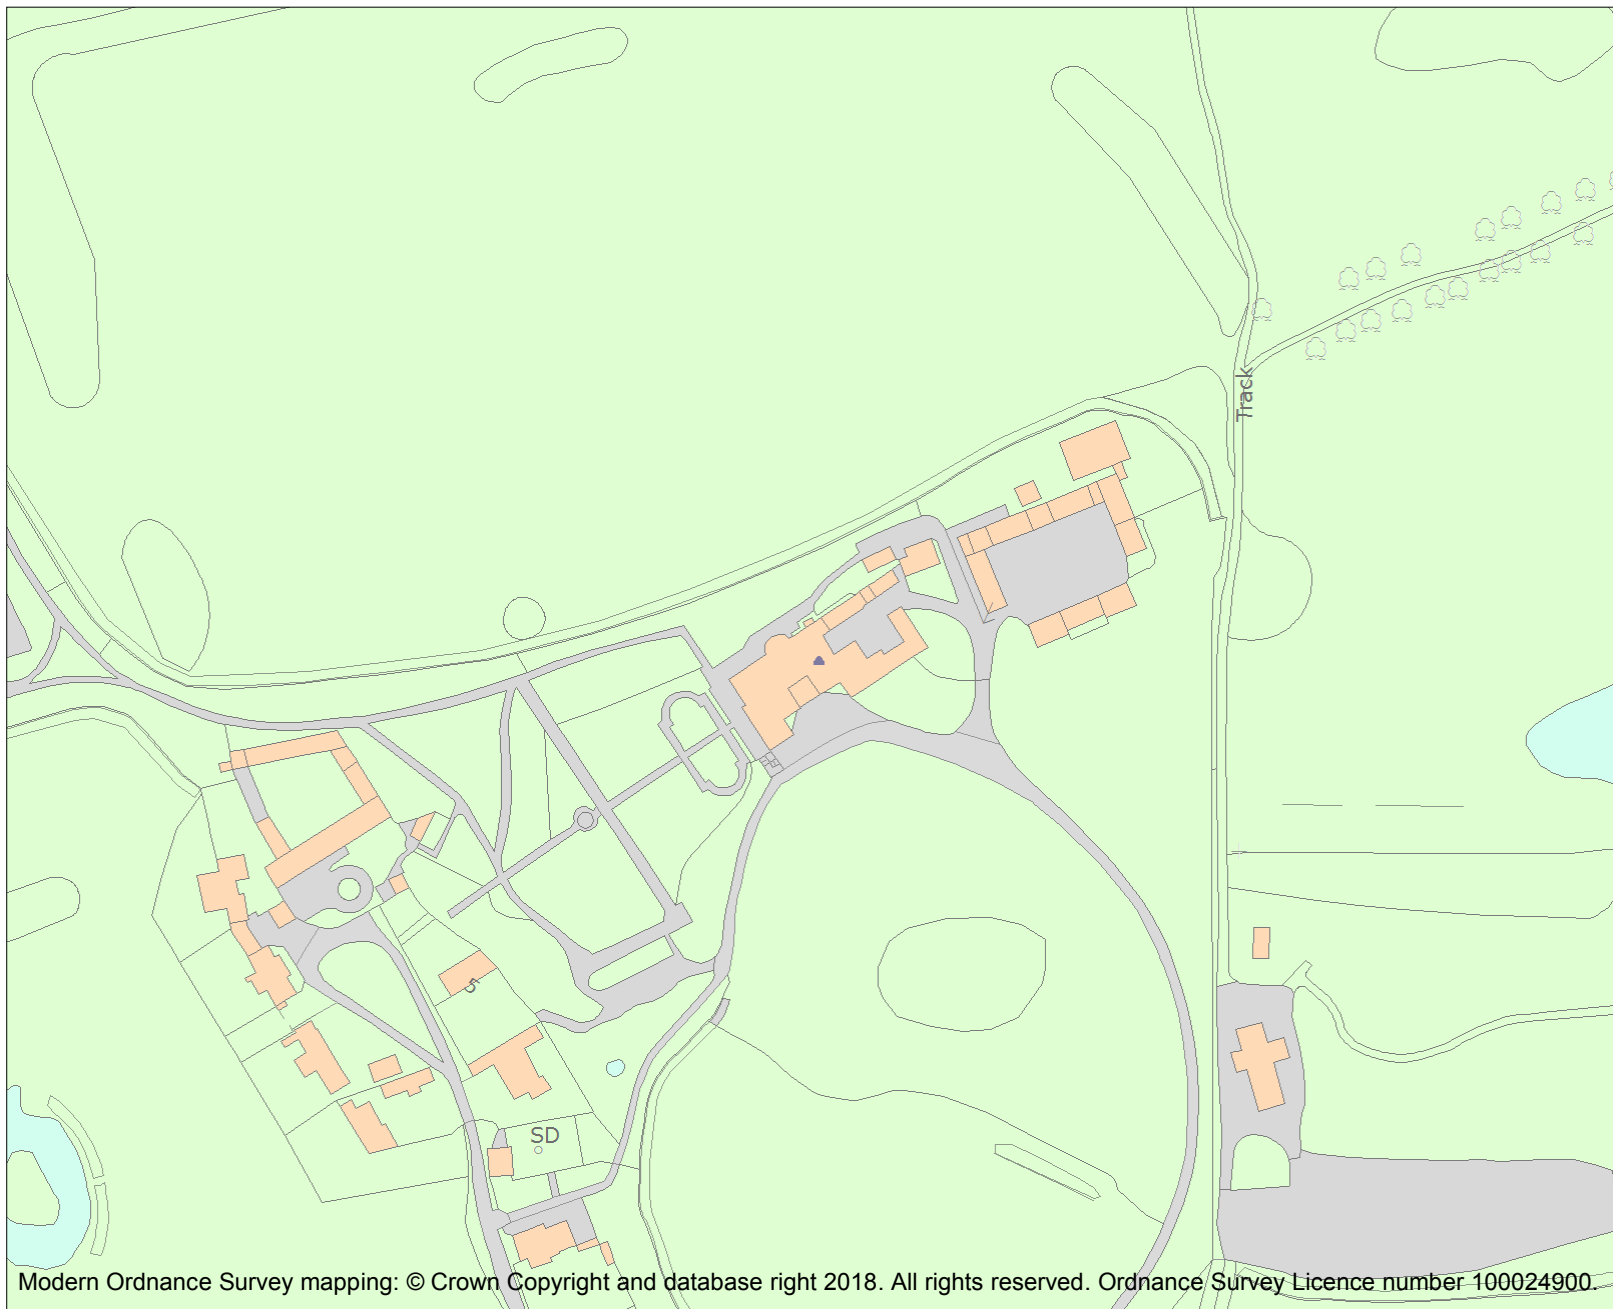 Track
5
SD
Modern Ordnance Survey mapping: © Crown Copyright and database right 2018. All rights reserved. Ordnance Survey Licence number 100024900.